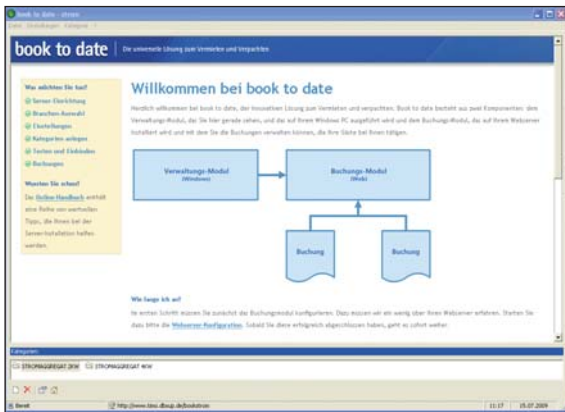 book to date - strom
Datei Einstellungen Kategorie ?
book to date
Die universelle Lösung zum Vermieten und Verpachten
Was möchten Sie tun?
Server-Einrichtung
Branchen-Auswahl
Einstellungen
Kategorien anlegen
Testen und Einbinden
Buchungen
Wussten Sie schon?
Das Online-Handbuch enthält
eine Reihe von wertvollen
Tipps, die Ihnen bei der
Server-Installation helfen
werden.
Willkommen bei book to date
Herzlich willkommen bei book to date, der innovativen Lösung zum Vermieten und verpachten. Book to date besteht aus zwei Komponenten: dem
Verwaltungs-Modul, das Sie hier gerade sehen, und das auf Ihrem Windows PC ausgeführt wird und dem Buchungs-Modul, das auf Ihrem Webserver
installiert wird und mit dem Sie die Buchungen verwalten können, die Ihre Gäste bei Ihnen tätigen.
Verwaltungs-Modul
(Windows)
Buchungs-Modul
(Web)
Buchung
Buchung
Wie fange ich an?
Im ersten Schritt müssen Sie zunächst das Buchungsmodul konfigurieren. Dazu müssen wir ein wenig über Ihren Webserver erfahren. Starten Sie
dazu bitte die Webserver-Konfiguration. Sobald Sie diese erfolgreich abgeschlossen haben, geht es sofort weiter.
Kategorien:
STROMAGGREGAT 2KW
STROMAGGREGAT 4KW
Bereit
11:17
15.07.2009